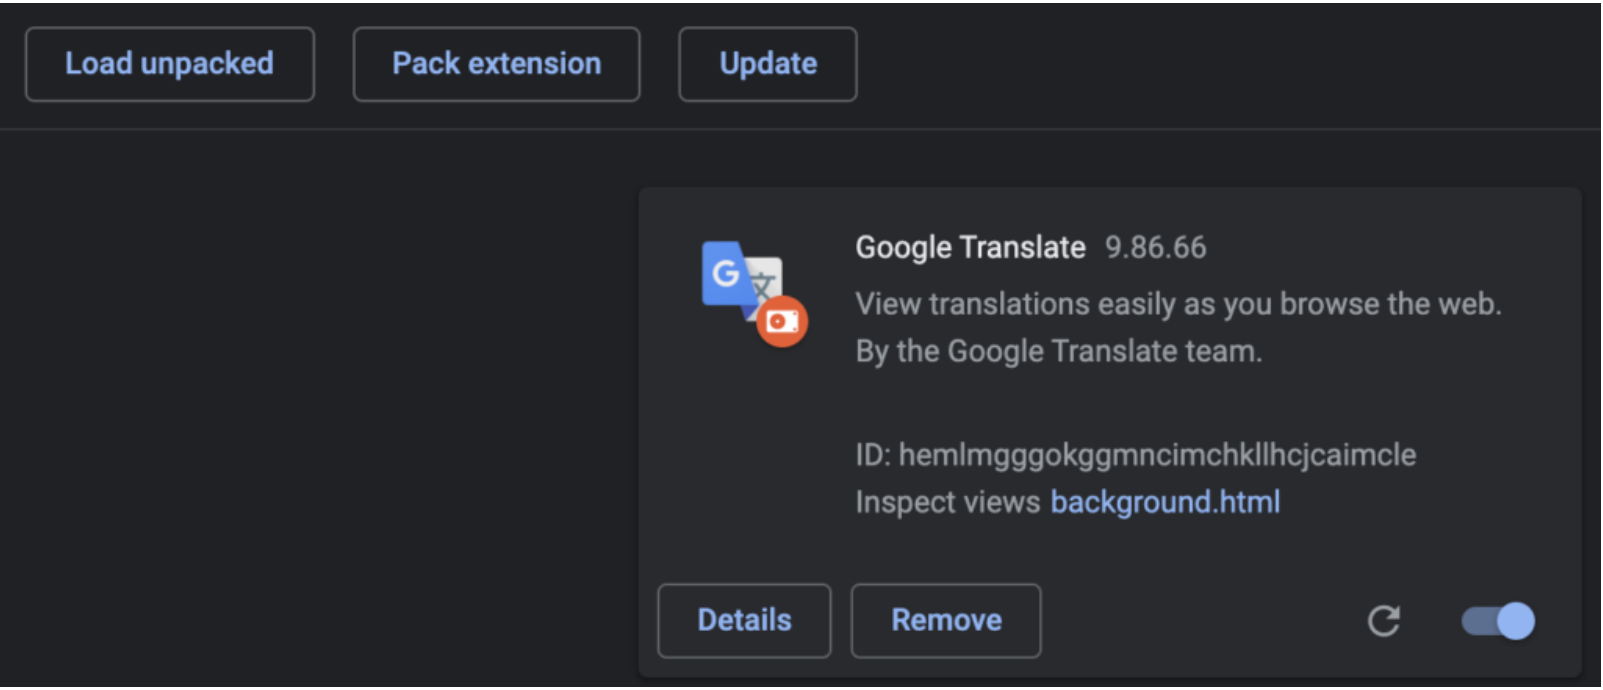 Load unpacked
Pack extension
Update
Google Translate 9.86.66
View translations easily as you browse the web.
By the Google Translate team.
ID: hemlmgggokggmncimchkllhcjcaimcle
Inspect views background.html
Details
Remove